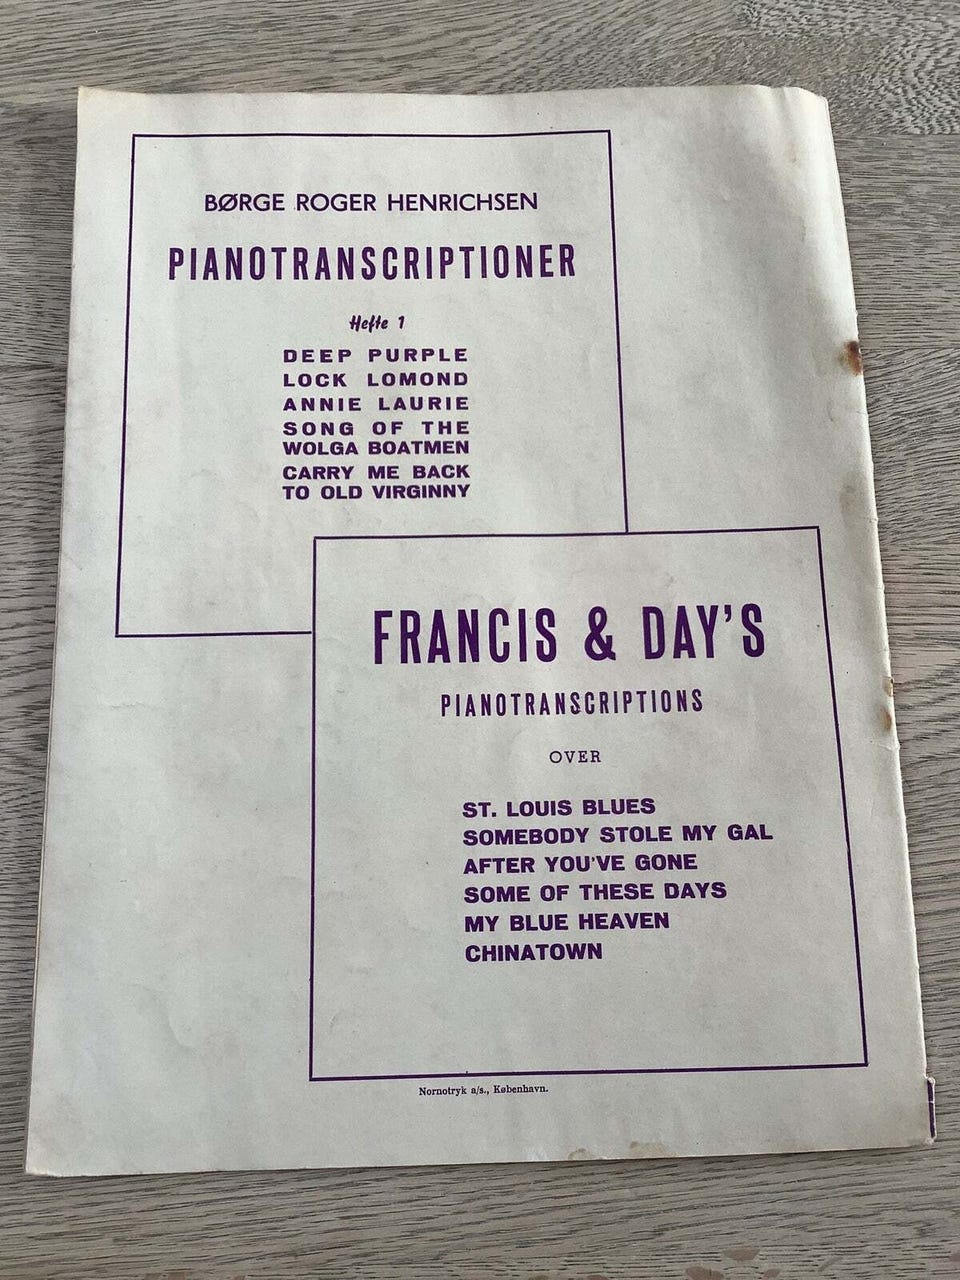 BØRGE ROGER HENRICHSEN
PIANOTRANSCRIPTIONER
Hefte 1
DEEP PURPLE
LOCK LOMOND
ANNIE LAURIE
SONG OF THE
WOLGA BOATMEN
CARRY ME BACK
TO OLD VIRGINNY
FRANCIS & DAY'S
PIANOTRANSCRIPTIONS
OVER
ST. LOUIS BLUES
SOMEBODY STOLE MY GAL
AFTER YOU'VE GONE
SOME OF THESE DAYS
MY BLUE HEAVEN
CHINATOWN
Nornotryk a/s., København.